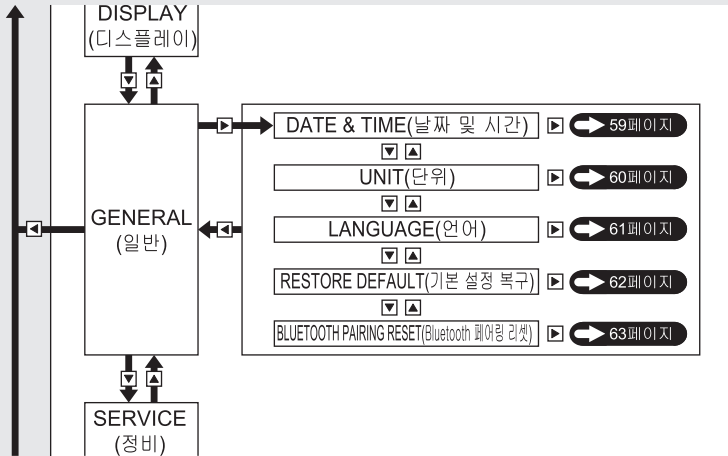 DISPLAY
(디스플레이)
GENERAL
(일반)
DATE & TIME(날짜 및 시간)
59페이지
UNIT(단위)
60페이지
LANGUAGE(언어)
61페이지
RESTORE DEFAULT(기본 설정 복구)
62페이지
BLUETOOTH PAIRING RESET(Bluetooth 페어링 리셋)
63페이지
SERVICE
(정비)